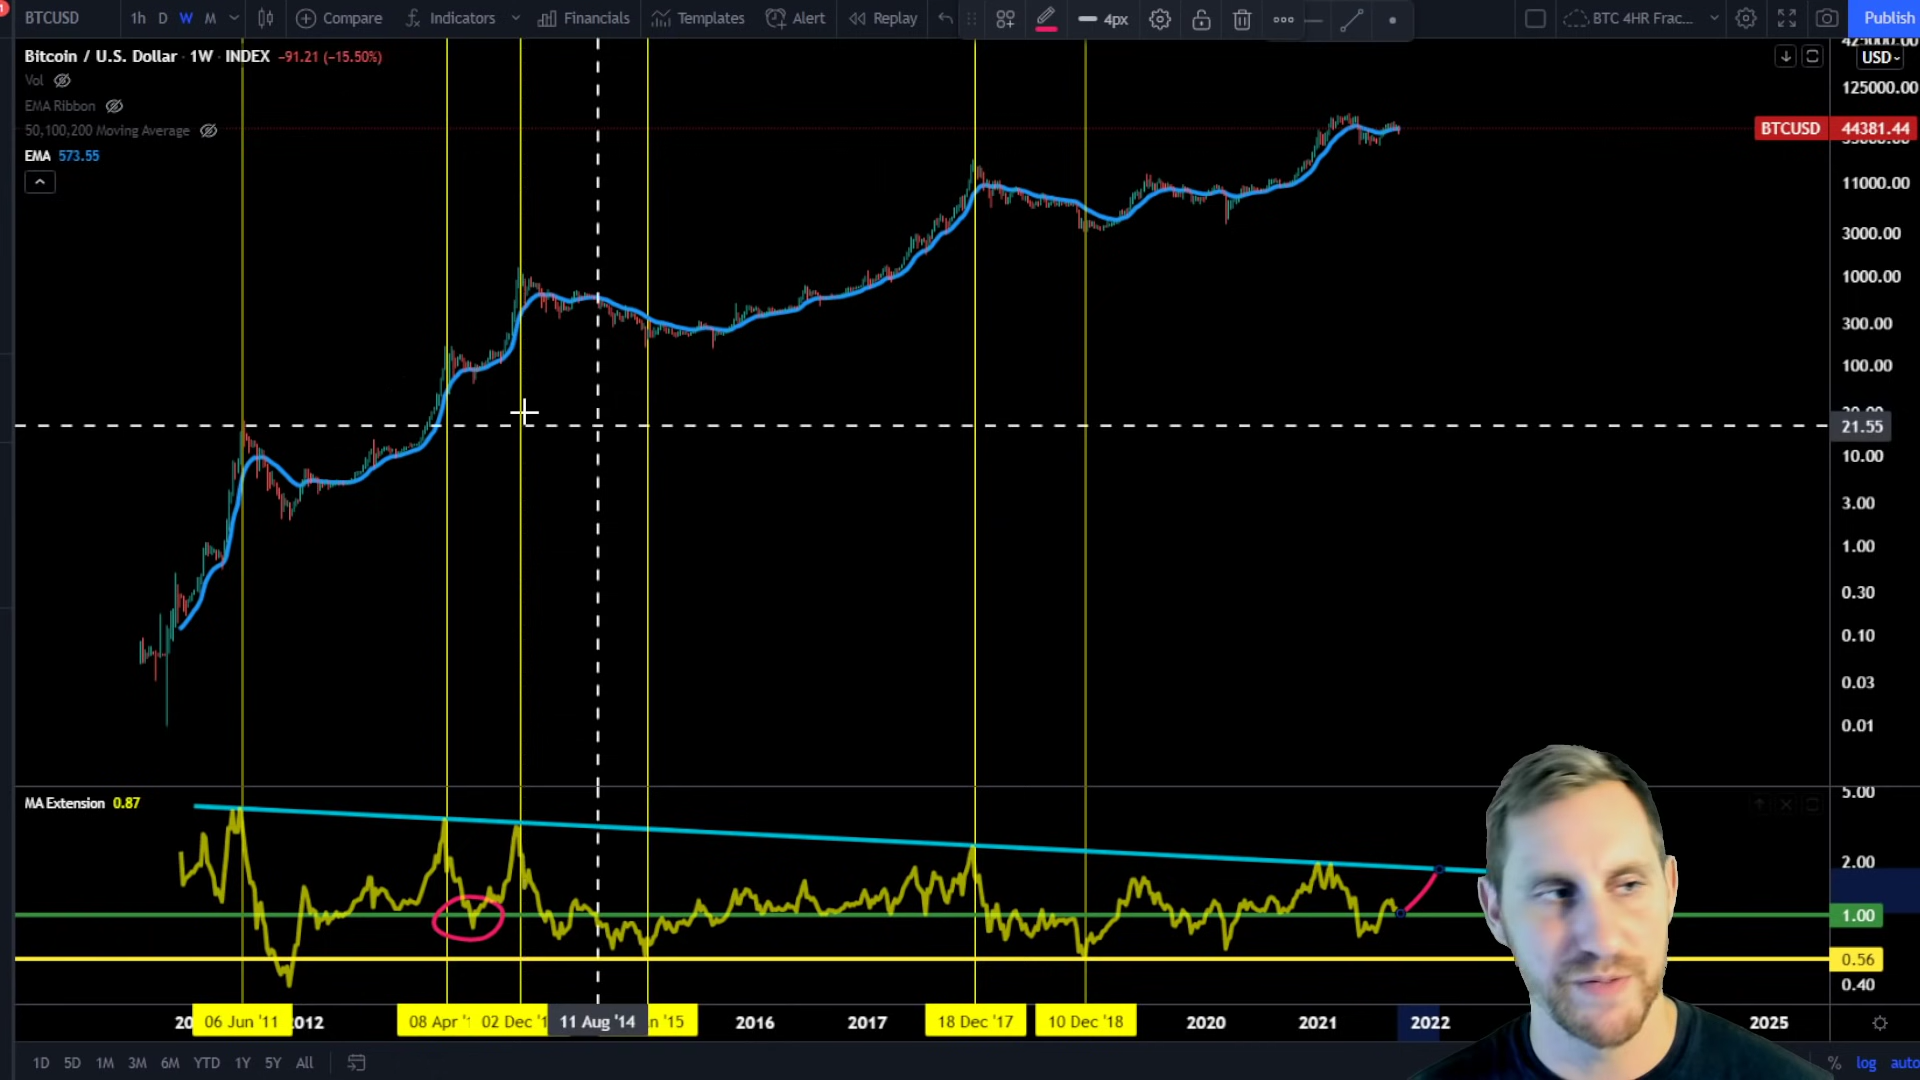 BTCUSD 1h D W M Compare Indicators Financials Templates Alert Replay 4px BTC 4HR Frac... Publish
Bitcoin / U.S. Dollar · 1W · INDEX −91.21 (−15.50%)
Vol
EMA Ribbon
50,100,200 Moving Average
EMA 573.55
USD
125000.00
BTCUSD 44381.44
11000.00
3000.00
1000.00
300.00
100.00
21.55
10.00
3.00
1.00
0.30
0.10
0.03
0.01
MA Extension 0.87
5.00
2.00
1.00
0.56
0.40
20 06 Jun '11 2012 08 Apr '1 02 Dec '1 11 Aug '14 n '15 2016 2017 18 Dec '17 10 Dec '18 2020 2021 2022 2025
1D 5D 1M 3M 6M YTD 1Y 5Y All % log auto